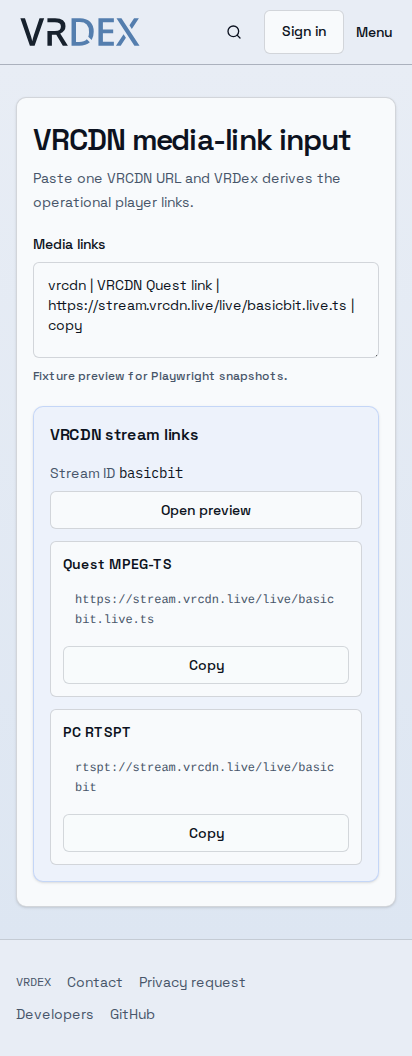 VRDEX
Sign in
Menu
VRCDN media-link input
Paste one VRCDN URL and VRDex derives the
operational player links.
Media links
vrcdn | VRCDN Quest link |
https://stream.vrcdn.live/live/basicbit.live.ts |
copy
Fixture preview for Playwright snapshots.
VRCDN stream links
Stream ID basicbit
Open preview
Quest MPEG-TS
https://stream.vrcdn.live/live/basic
bit.live.ts
Copy
PC RTSPT
rtspt://stream.vrcdn.live/live/basic
bit
Copy
VRDEX Contact Privacy request
Developers GitHub